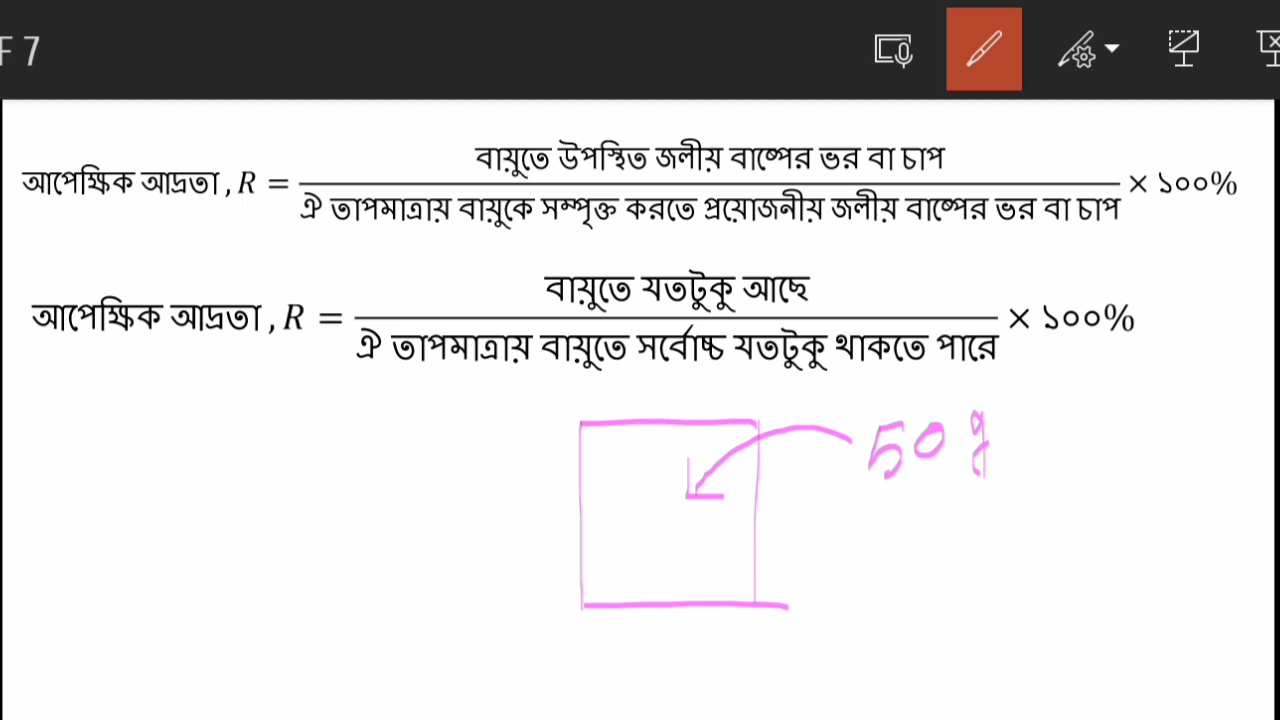 F 7
আপেক্ষিক আদ্রতা , R = বায়ুতে উপস্থিত জলীয় বাষ্পের ভর বা চাপ / ঐ তাপমাত্রায় বায়ুকে সম্পৃক্ত করতে প্রয়োজনীয় জলীয় বাষ্পের ভর বা চাপ × ১০০%
আপেক্ষিক আদ্রতা , R = বায়ুতে যতটুকু আছে / ঐ তাপমাত্রায় বায়ুতে সর্বোচ্চ যতটুকু থাকতে পারে × ১০০%
50 g